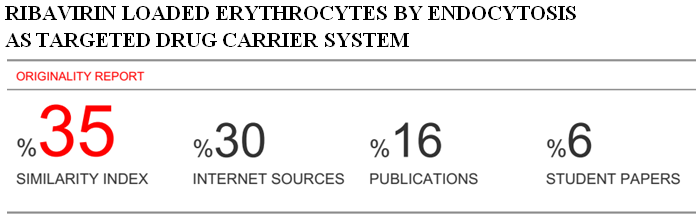 RIBAVIRIN LOADED ERYTHROCYTES BY ENDOCYTOSIS
AS TARGETED DRUG CARRIER SYSTEM
ORIGINALITY REPORT
%35 %30 %16 %6
SIMILARITY INDEX INTERNET SOURCES PUBLICATIONS STUDENT PAPERS